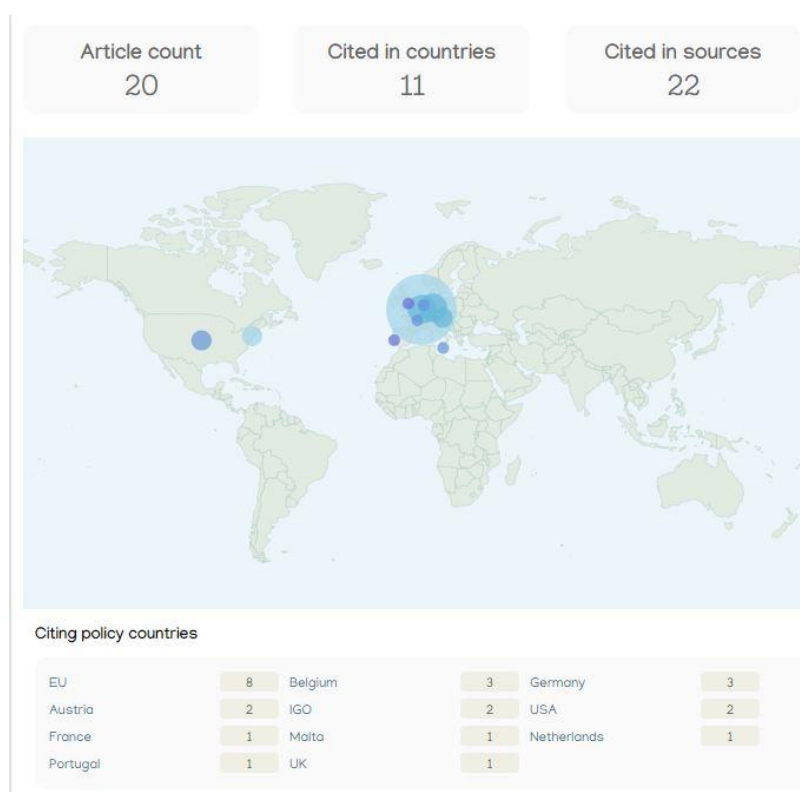 Article count Cited in countries Cited in sources
20 11 22
Citing policy countries
EU 8 Belgium 3 Germany 3
Austria 2 IGO 2 USA 2
France 1 Malta 1 Netherlands 1
Portugal 1 UK 1